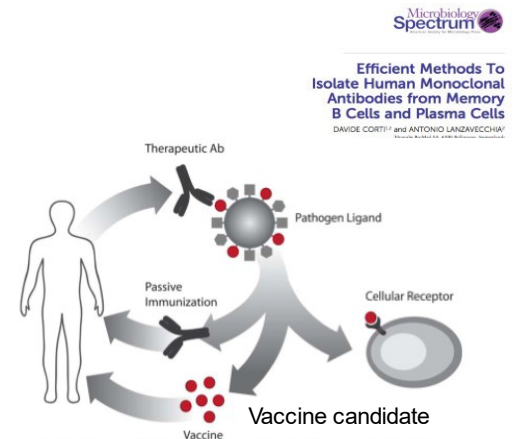 Microbiology
Spectrum
Efficient Methods To
Isolate Human Monoclonal
Antibodies from Memory
B Cells and Plasma Cells
DAVIDE CORTI and ANTONIO LANZAVECCHIA
Therapeutic Ab
Pathogen Ligand
Passive
Immunization
Cellular Receptor
Vaccine candidate
Vaccine